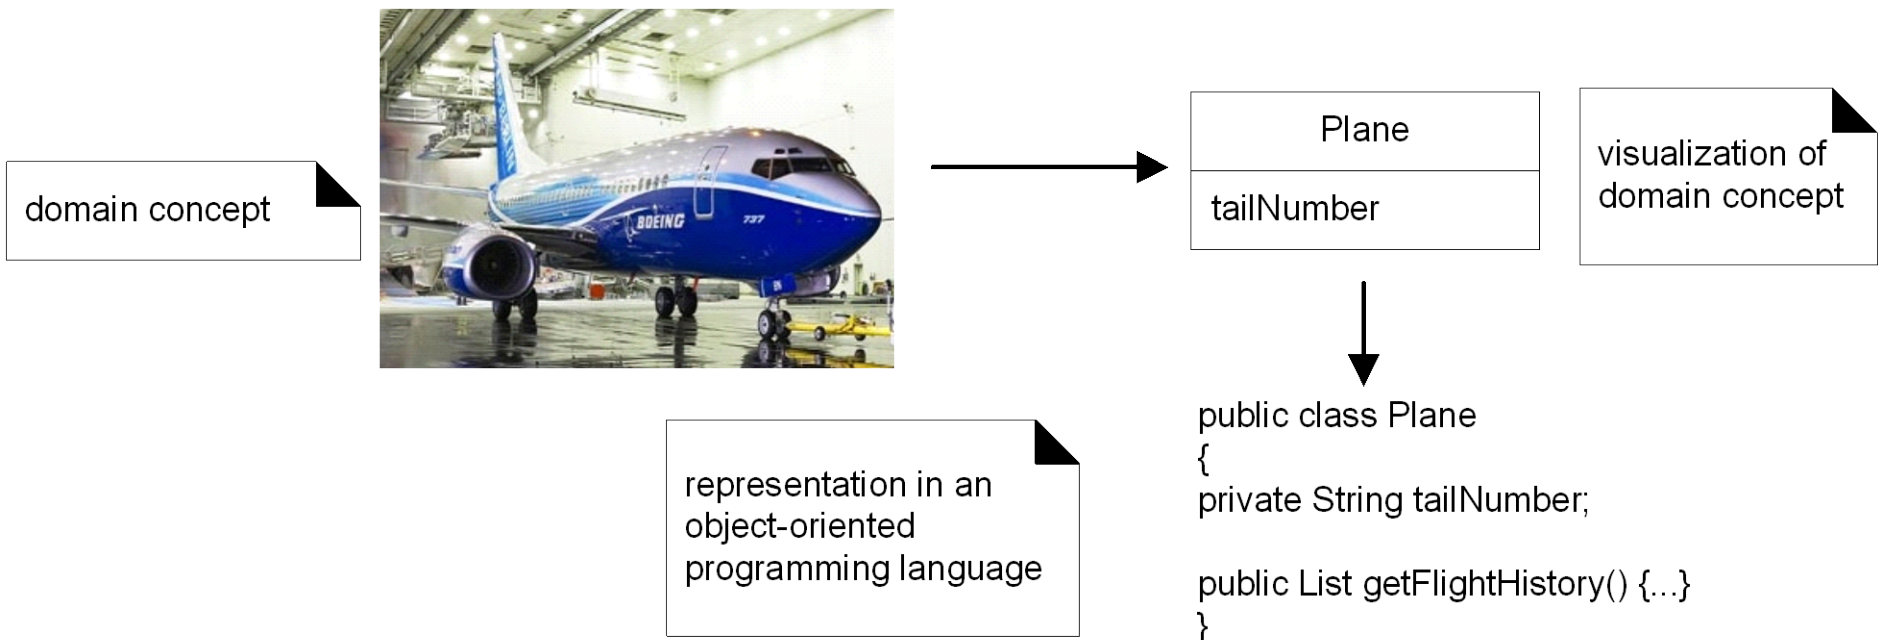 domain concept
BOEING
737
Plane
tailNumber
visualization of
domain concept
representation in an
object-oriented
programming language
public class Plane
{
private String tailNumber;
public List getFlightHistory() {...}
}